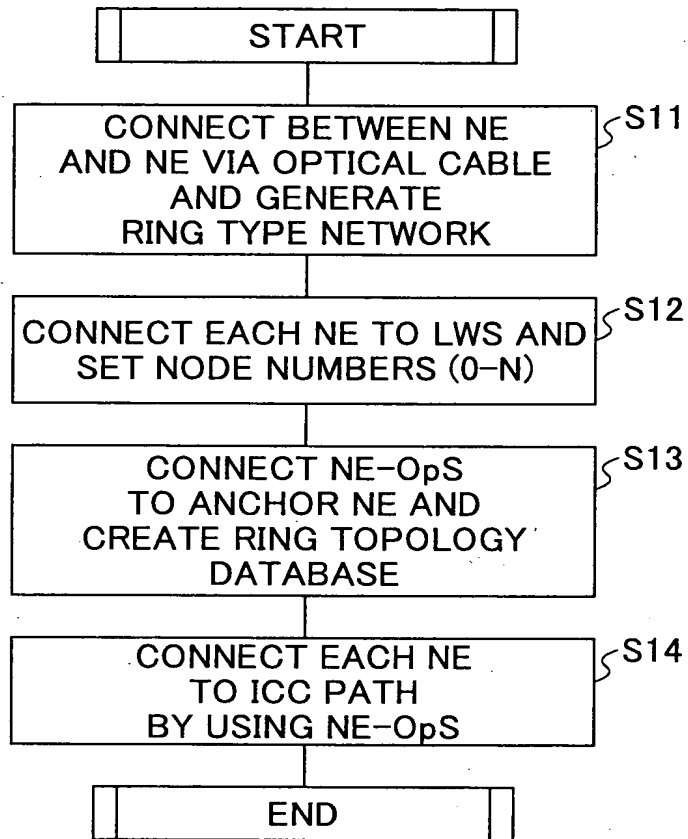 START
S11
CONNECT BETWEEN NE
AND NE VIA OPTICAL CABLE
AND GENERATE
RING TYPE NETWORK
S12
CONNECT EACH NE TO LWS AND
SET NODE NUMBERS (0-N)
S13
CONNECT NE-OpS
TO ANCHOR NE AND
CREATE RING TOPOLOGY
DATABASE
S14
CONNECT EACH NE
TO ICC PATH
BY USING NE-OpS
END